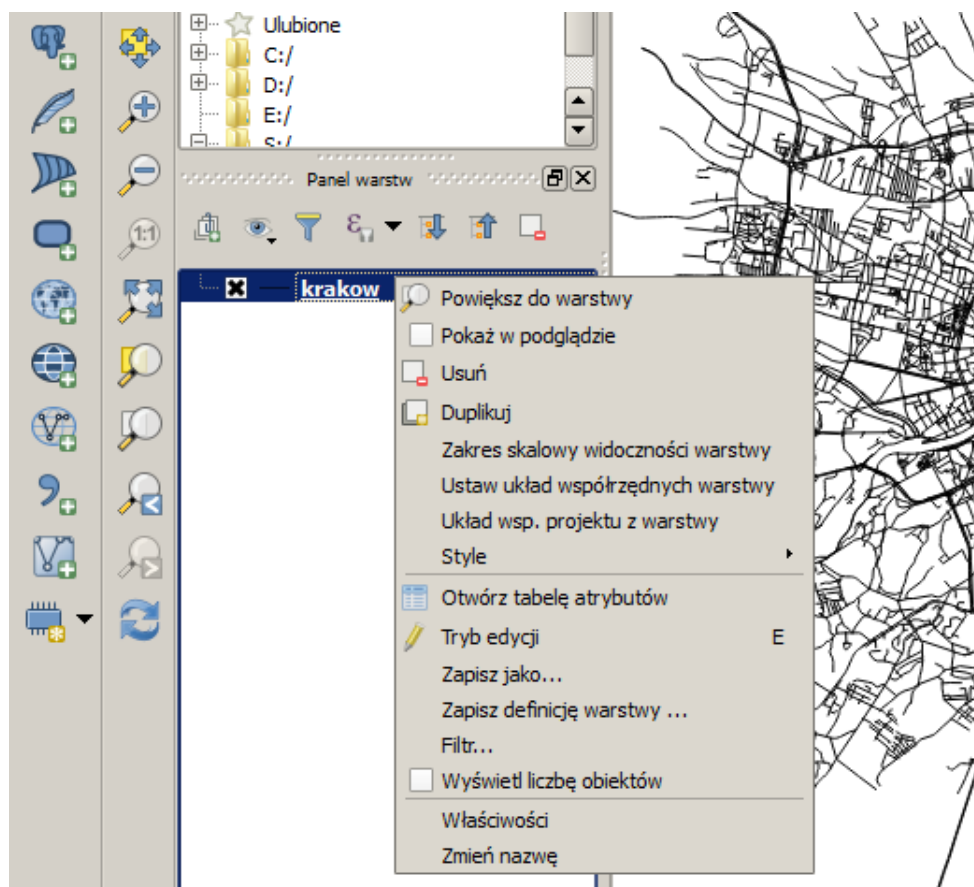 Ulubione
C:/
D:/
E:/
S:/
Panel warstw
1:1
ε
krakow
Powiększ do warstwy
Pokaż w podglądzie
Usuń
Duplikuj
Zakres skalowy widoczności warstwy
Ustaw układ współrzędnych warstwy
Układ wsp. projektu z warstwy
Style
Otwórz tabelę atrybutów
Tryb edycji E
Zapisz jako...
Zapisz definicję warstwy ...
Filtr...
Wyświetl liczbę obiektów
Właściwości
Zmień nazwę